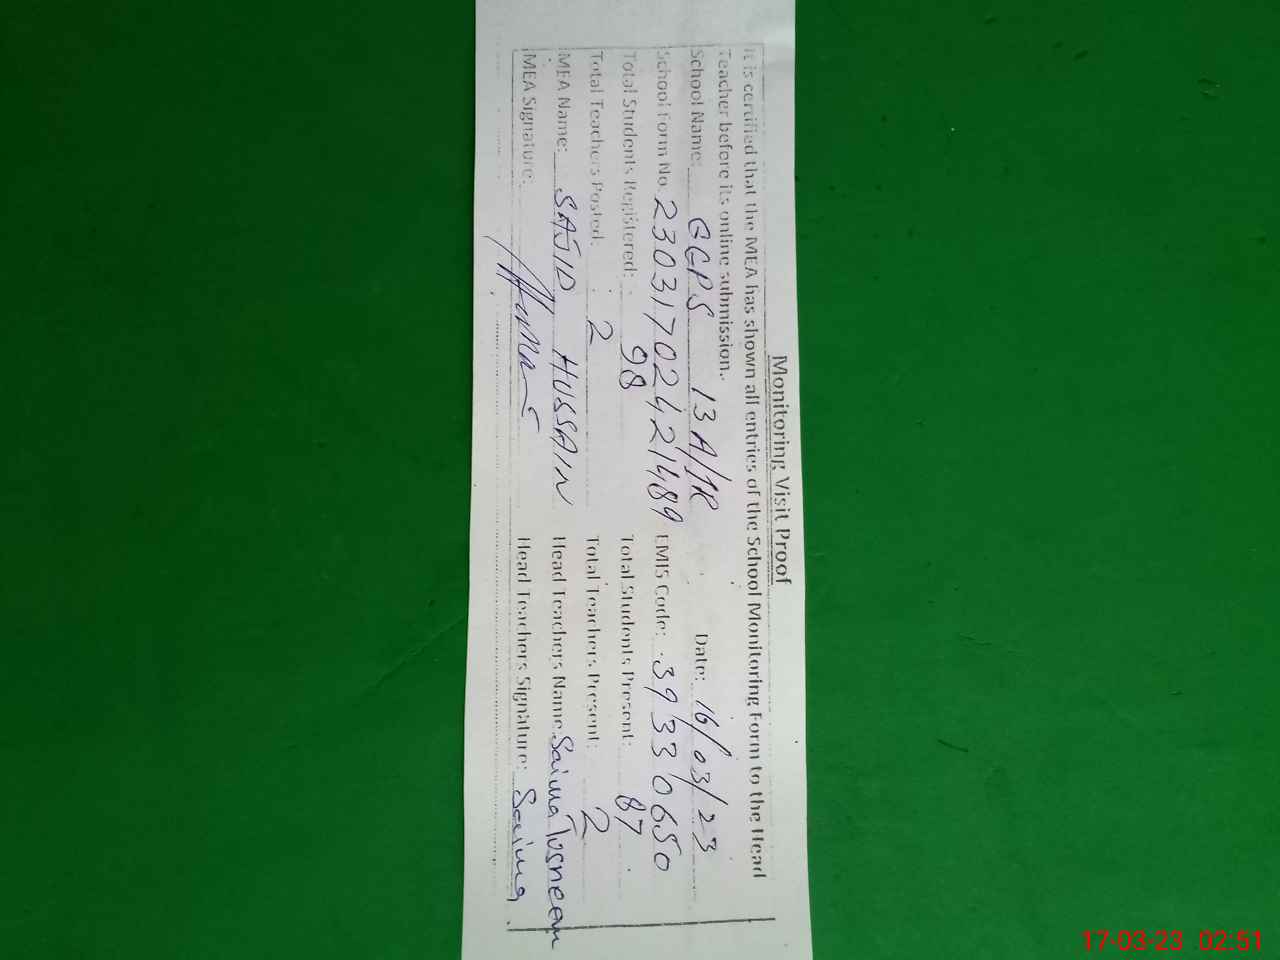 Monitoring Visit Proof
It is certified that the MEA has shown all entries of the School Monitoring Form to the Head
Teacher before its online submission.
School Name: GGPS 13 A/1R Date: 16/03/23
School Form No. 23031702421489 EMIS Code: 39330650
Total Students Registered: 98 Total Students Present: 87
Total Teachers Posted: 2 Total Teachers Present: 2
MEA Name: SAJID HUSSAIN Head Teachers Name: Saima Tasneem
MEA Signature: Head Teachers Signature: Saima
17-03-23 02:51